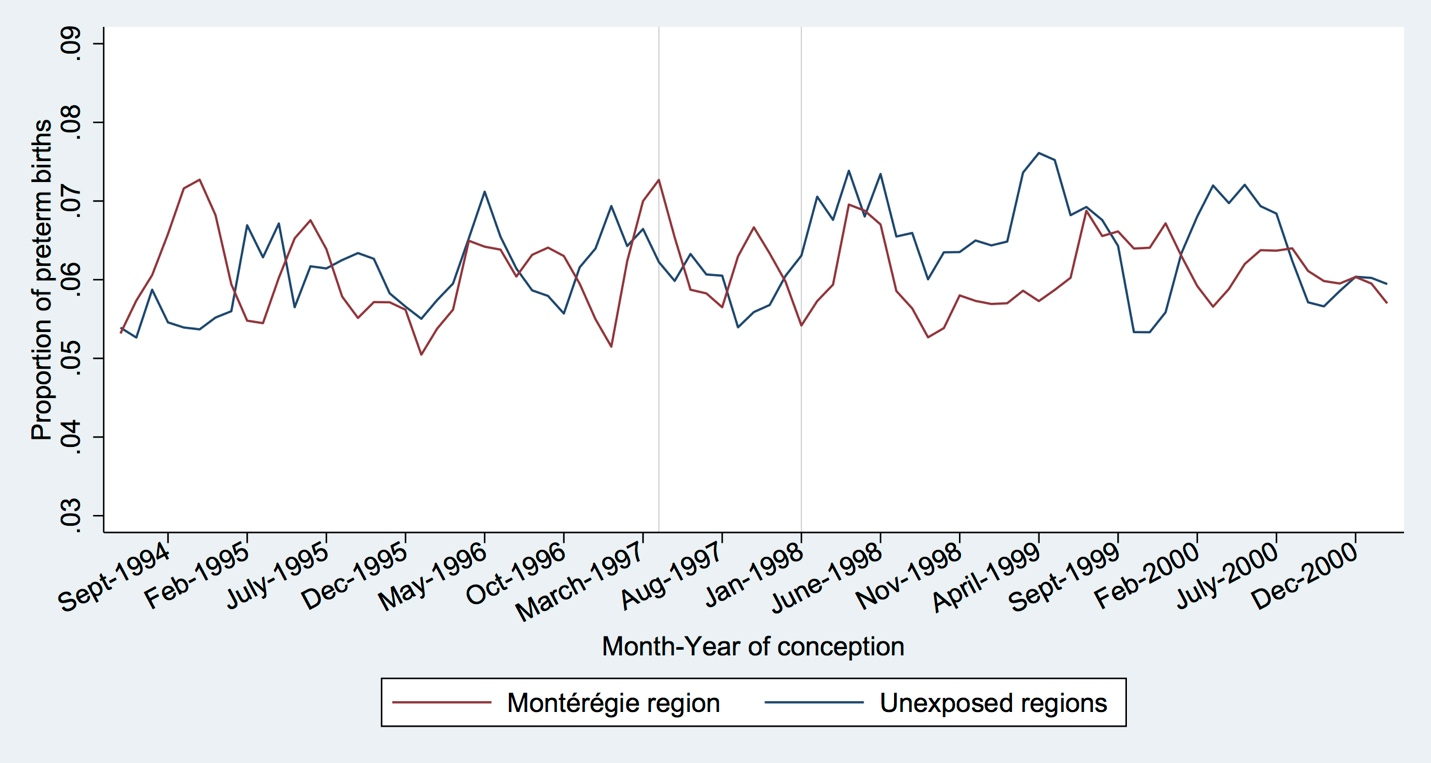 Proportion of preterm births
.09
.08
.07
.06
.05
.04
.03
Sept-1994
Feb-1995
July-1995
Dec-1995
May-1996
Oct-1996
March-1997
Aug-1997
Jan-1998
June-1998
Nov-1998
April-1999
Sept-1999
Feb-2000
July-2000
Dec-2000
Month-Year of conception
Montérégie region
Unexposed regions